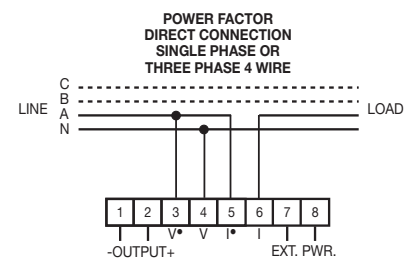 POWER FACTOR
DIRECT CONNECTION
SINGLE PHASE OR
THREE PHASE 4 WIRE
C
B
LINE A LOAD
N
1 2 3 4 5 6 7 8
V• V I• I
-OUTPUT+ EXT. PWR.